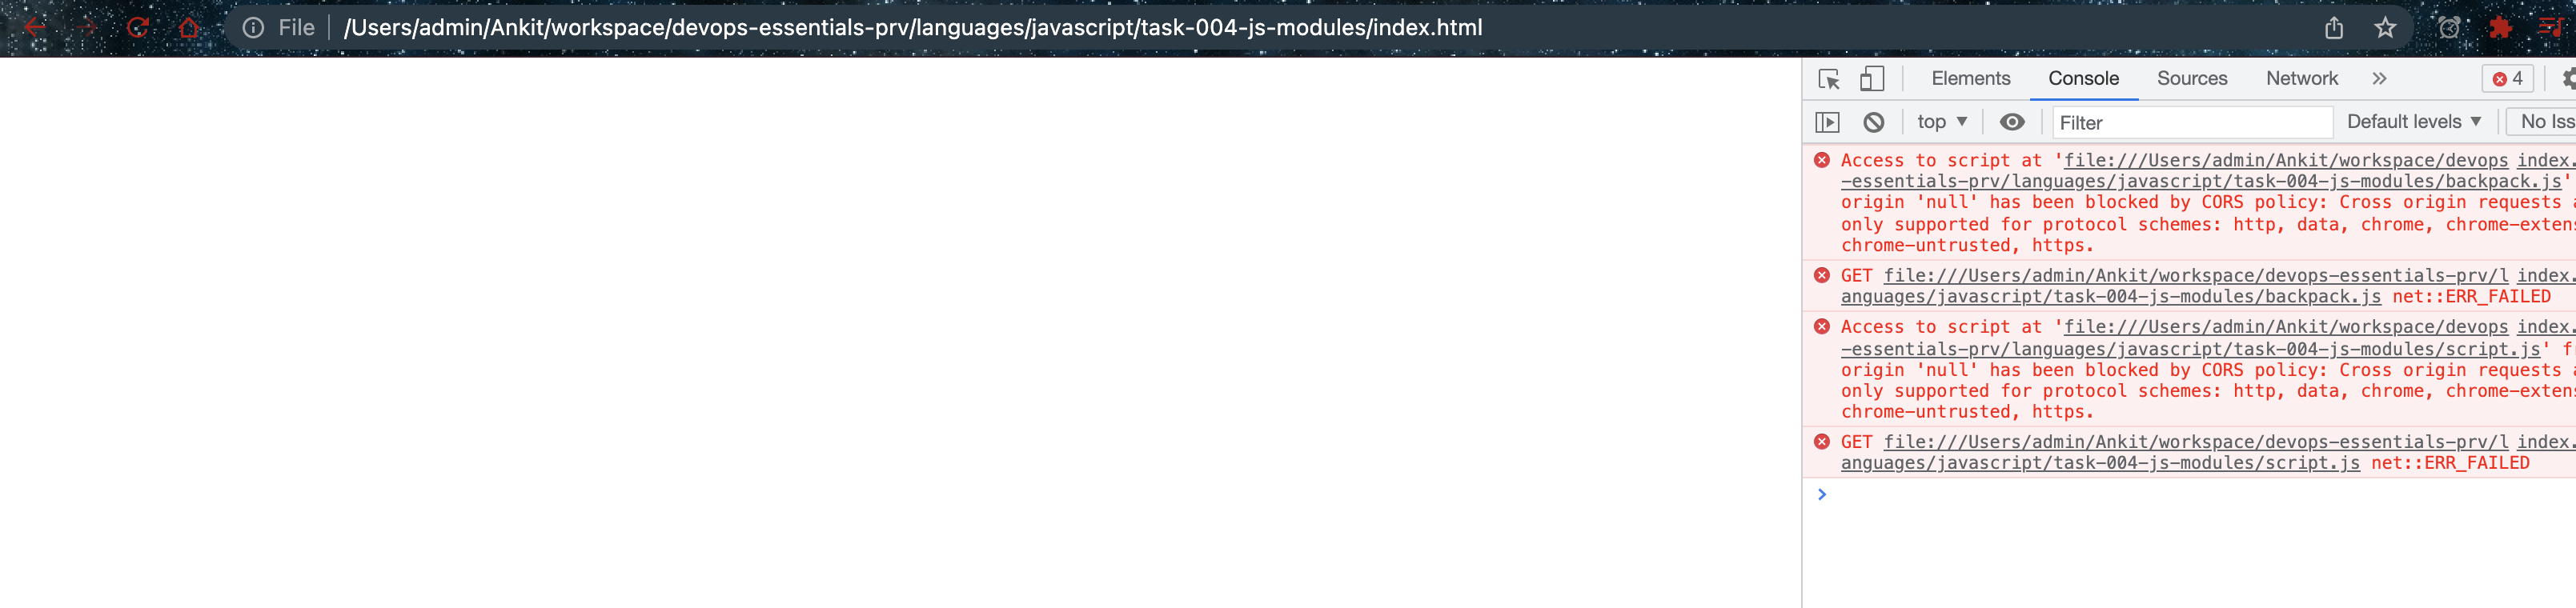 File /Users/admin/Ankit/workspace/devops-essentials-prv/languages/javascript/task-004-js-modules/index.html
Elements Console Sources Network » 4
top ▼ Filter Default levels ▼ No
Access to script at 'file:///Users/admin/Ankit/workspace/devops index.
-essentials-prv/languages/javascript/task-004-js-modules/backpack.js'
origin 'null' has been blocked by CORS policy: Cross origin requests
only supported for protocol schemes: http, data, chrome,
chrome-untrusted, https.
GET file:///Users/admin/Ankit/workspace/devops-essentials-prv/l index.
anguages/javascript/task-004-js-modules/backpack.js net::ERR_FAILED
Access to script at 'file:///Users/admin/Ankit/workspace/devops index.
-essentials-prv/languages/javascript/task-004-js-modules/script.js'
origin 'null' has been blocked by CORS policy: Cross origin requests
only supported for protocol schemes: http, data, chrome,
chrome-untrusted, https.
GET file:///Users/admin/Ankit/workspace/devops-essentials-prv/l index.
anguages/javascript/task-004-js-modules/script.js net::ERR_FAILED